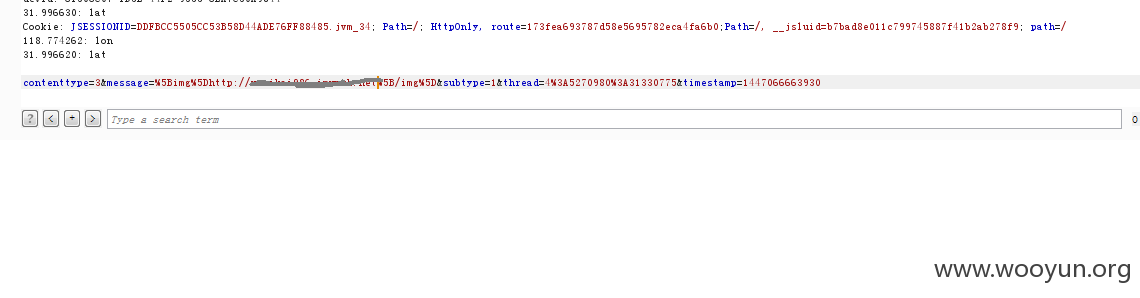 31.996630: lat
Cookie: JSESSIONID=DDFBCC5505CC53B58D44ADE76FF88485.jvm_34; Path=/; HttpOnly, route=173fea693787d58e5695782eca4fa6b0;Path=/, __jsluid=b7bad8e011c799745887f41b2ab278f9; path=/
118.774262: lon
31.996620: lat
contenttype=3&message=%5Bimg%5Dhttp:// %5B/img%5D&subtype=1&thread=4%3A5270980%3A31330775&timestamp=1447066663930
? < + > Type a search term 0
www.wooyun.org